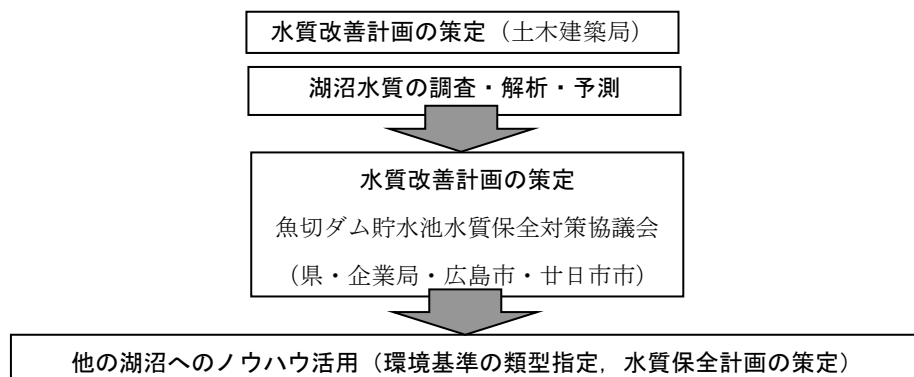 水質改善計画の策定（土木建築局）
湖沼水質の調査・解析・予測
水質改善計画の策定
魚切ダム貯水池水質保全対策協議会
（県・企業局・広島市・廿日市市）
他の湖沼へのノウハウ活用（環境基準の類型指定，水質保全計画の策定）